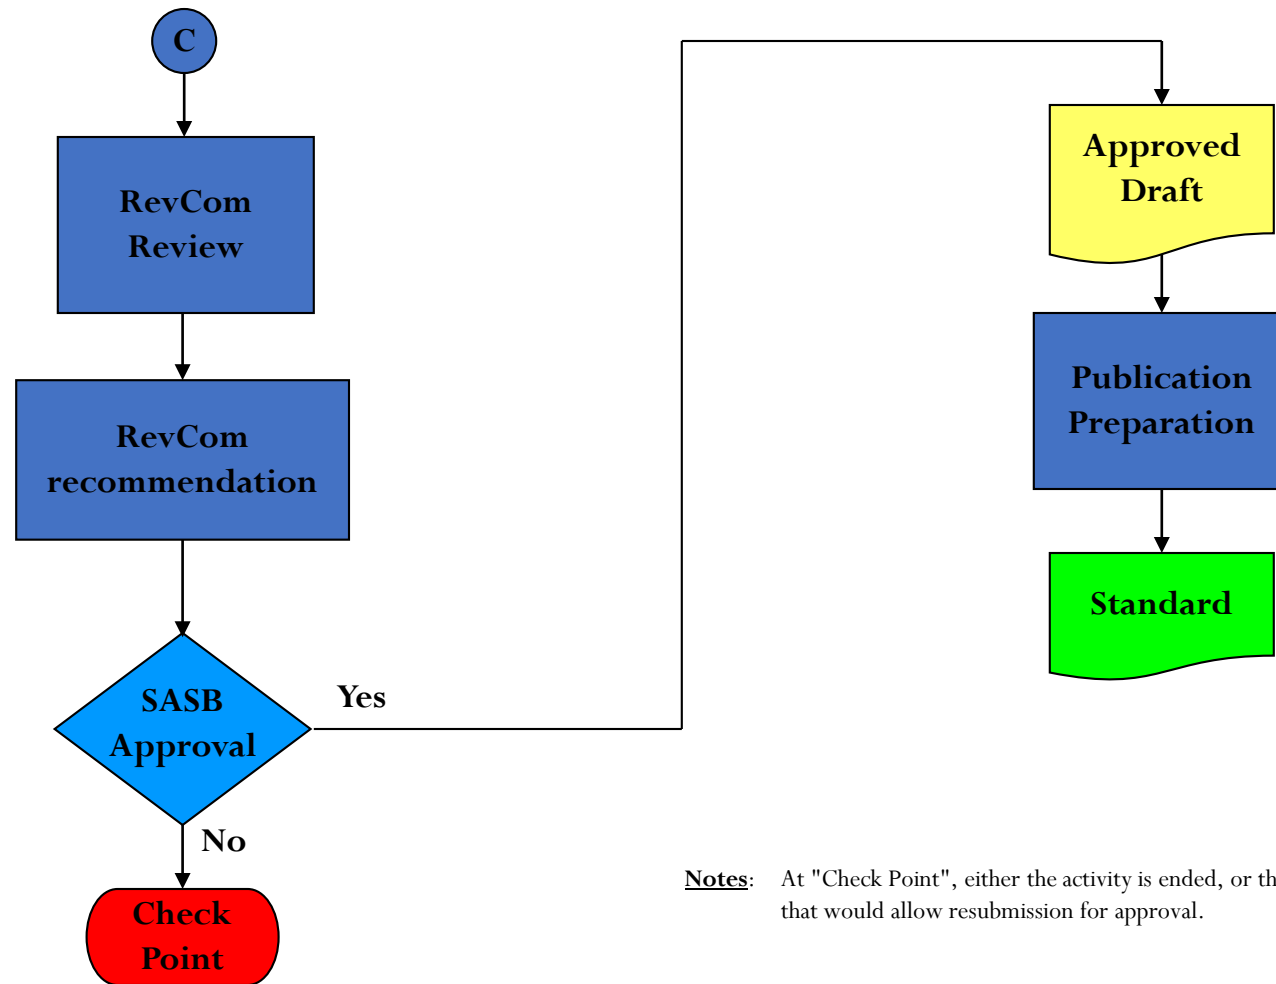 C
RevCom
Review
RevCom
recommendation
SASB
Approval
Yes
No
Check
Point
Approved
Draft
Publication
Preparation
Standard
Notes: At "Check Point", either the activity is ended, or th
that would allow resubmission for approval.